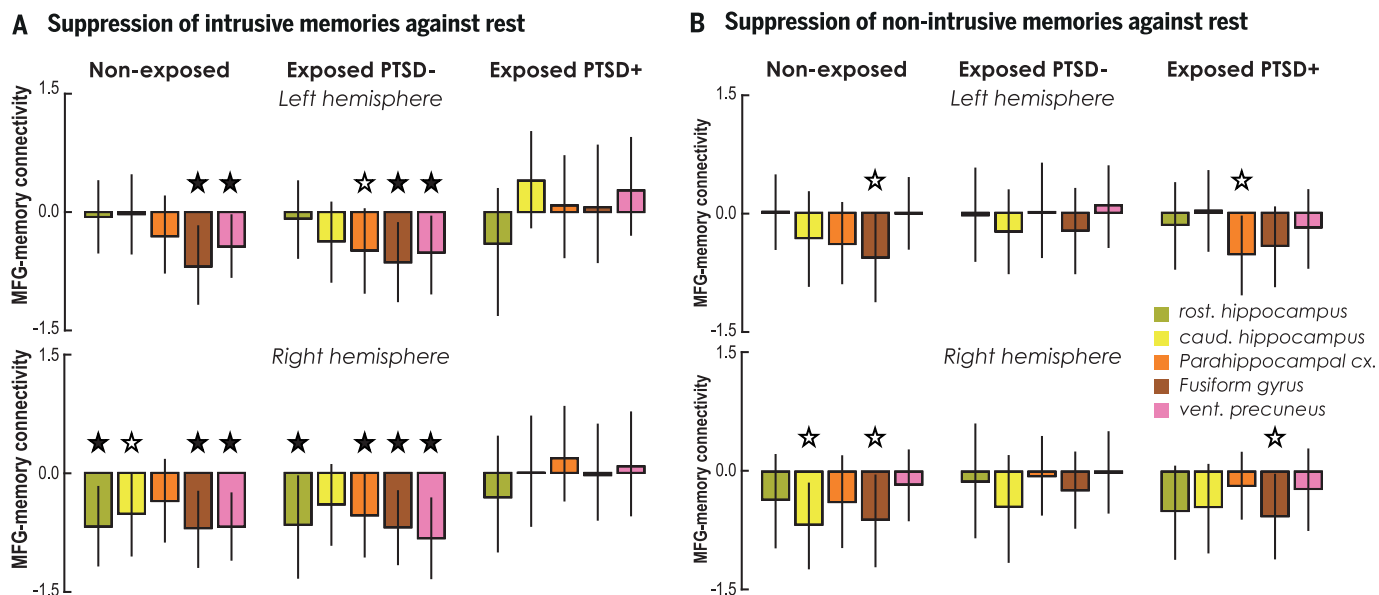 A Suppression of intrusive memories against rest
Non-exposed Exposed PTSD- Exposed PTSD+
Left hemisphere
1.5
0.0
-1.5
MFG-memory connectivity
Right hemisphere
1.5
0.0
-1.5
MFG-memory connectivity
B Suppression of non-intrusive memories against rest
Non-exposed Exposed PTSD- Exposed PTSD+
Left hemisphere
1.5
0.0
-1.5
MFG-memory connectivity
rost. hippocampus
caud. hippocampus
Parahippocampal cx.
Fusiform gyrus
vent. precuneus
Right hemisphere
1.5
0.0
-1.5
MFG-memory connectivity